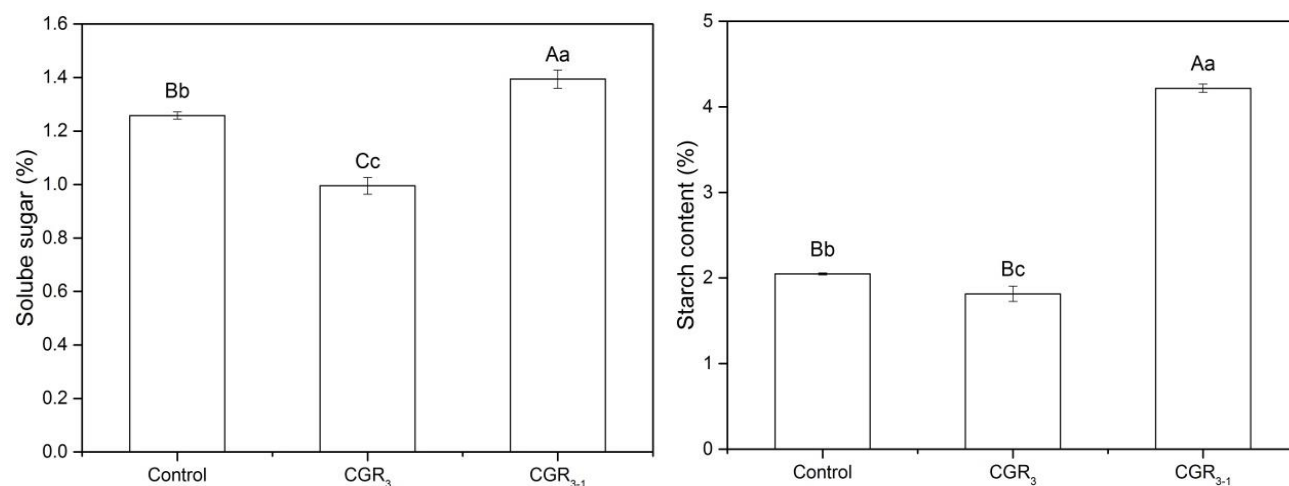 Solube sugar (%)
1.6
1.4
1.2
1.0
0.8
0.6
0.4
0.2
0.0
Bb
Cc
Aa
Control
CGR₃
CGR₃₋₁
Starch content (%)
5
4
3
2
1
0
Bb
Bc
Aa
Control
CGR₃
CGR₃₋₁